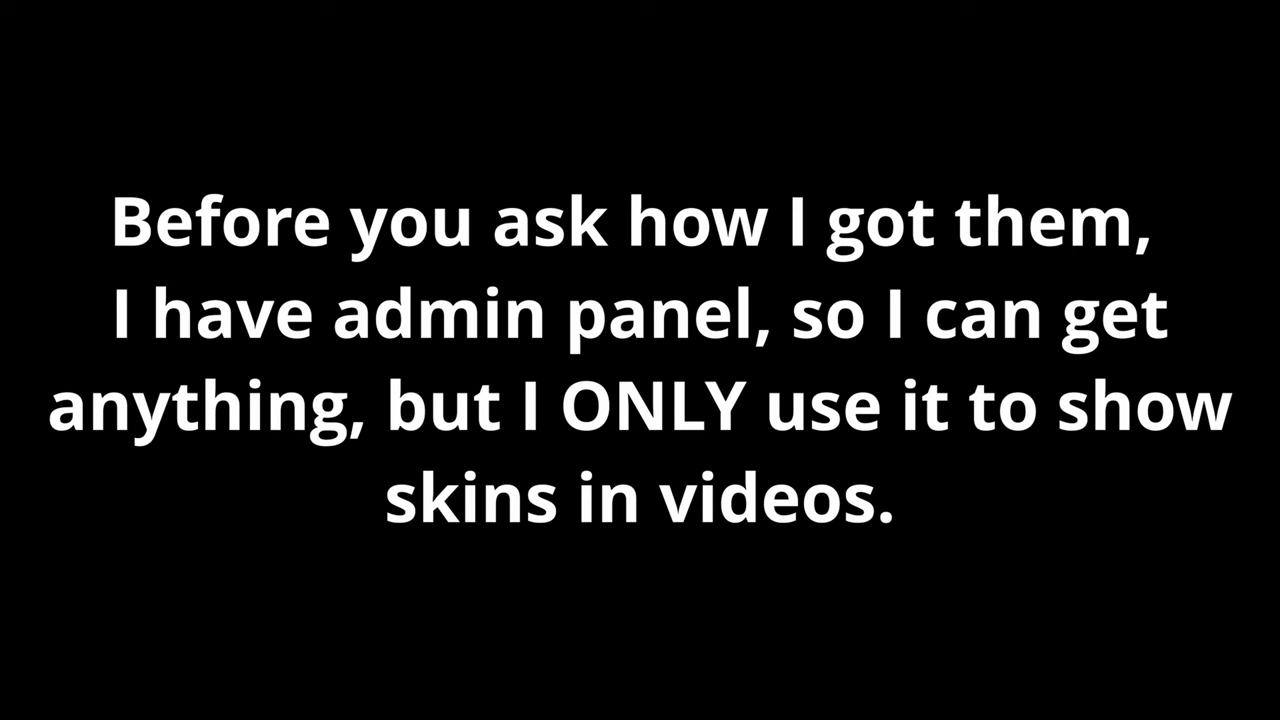 Before you ask how I got them,
I have admin panel, so I can get
anything, but I ONLY use it to show
skins in videos.